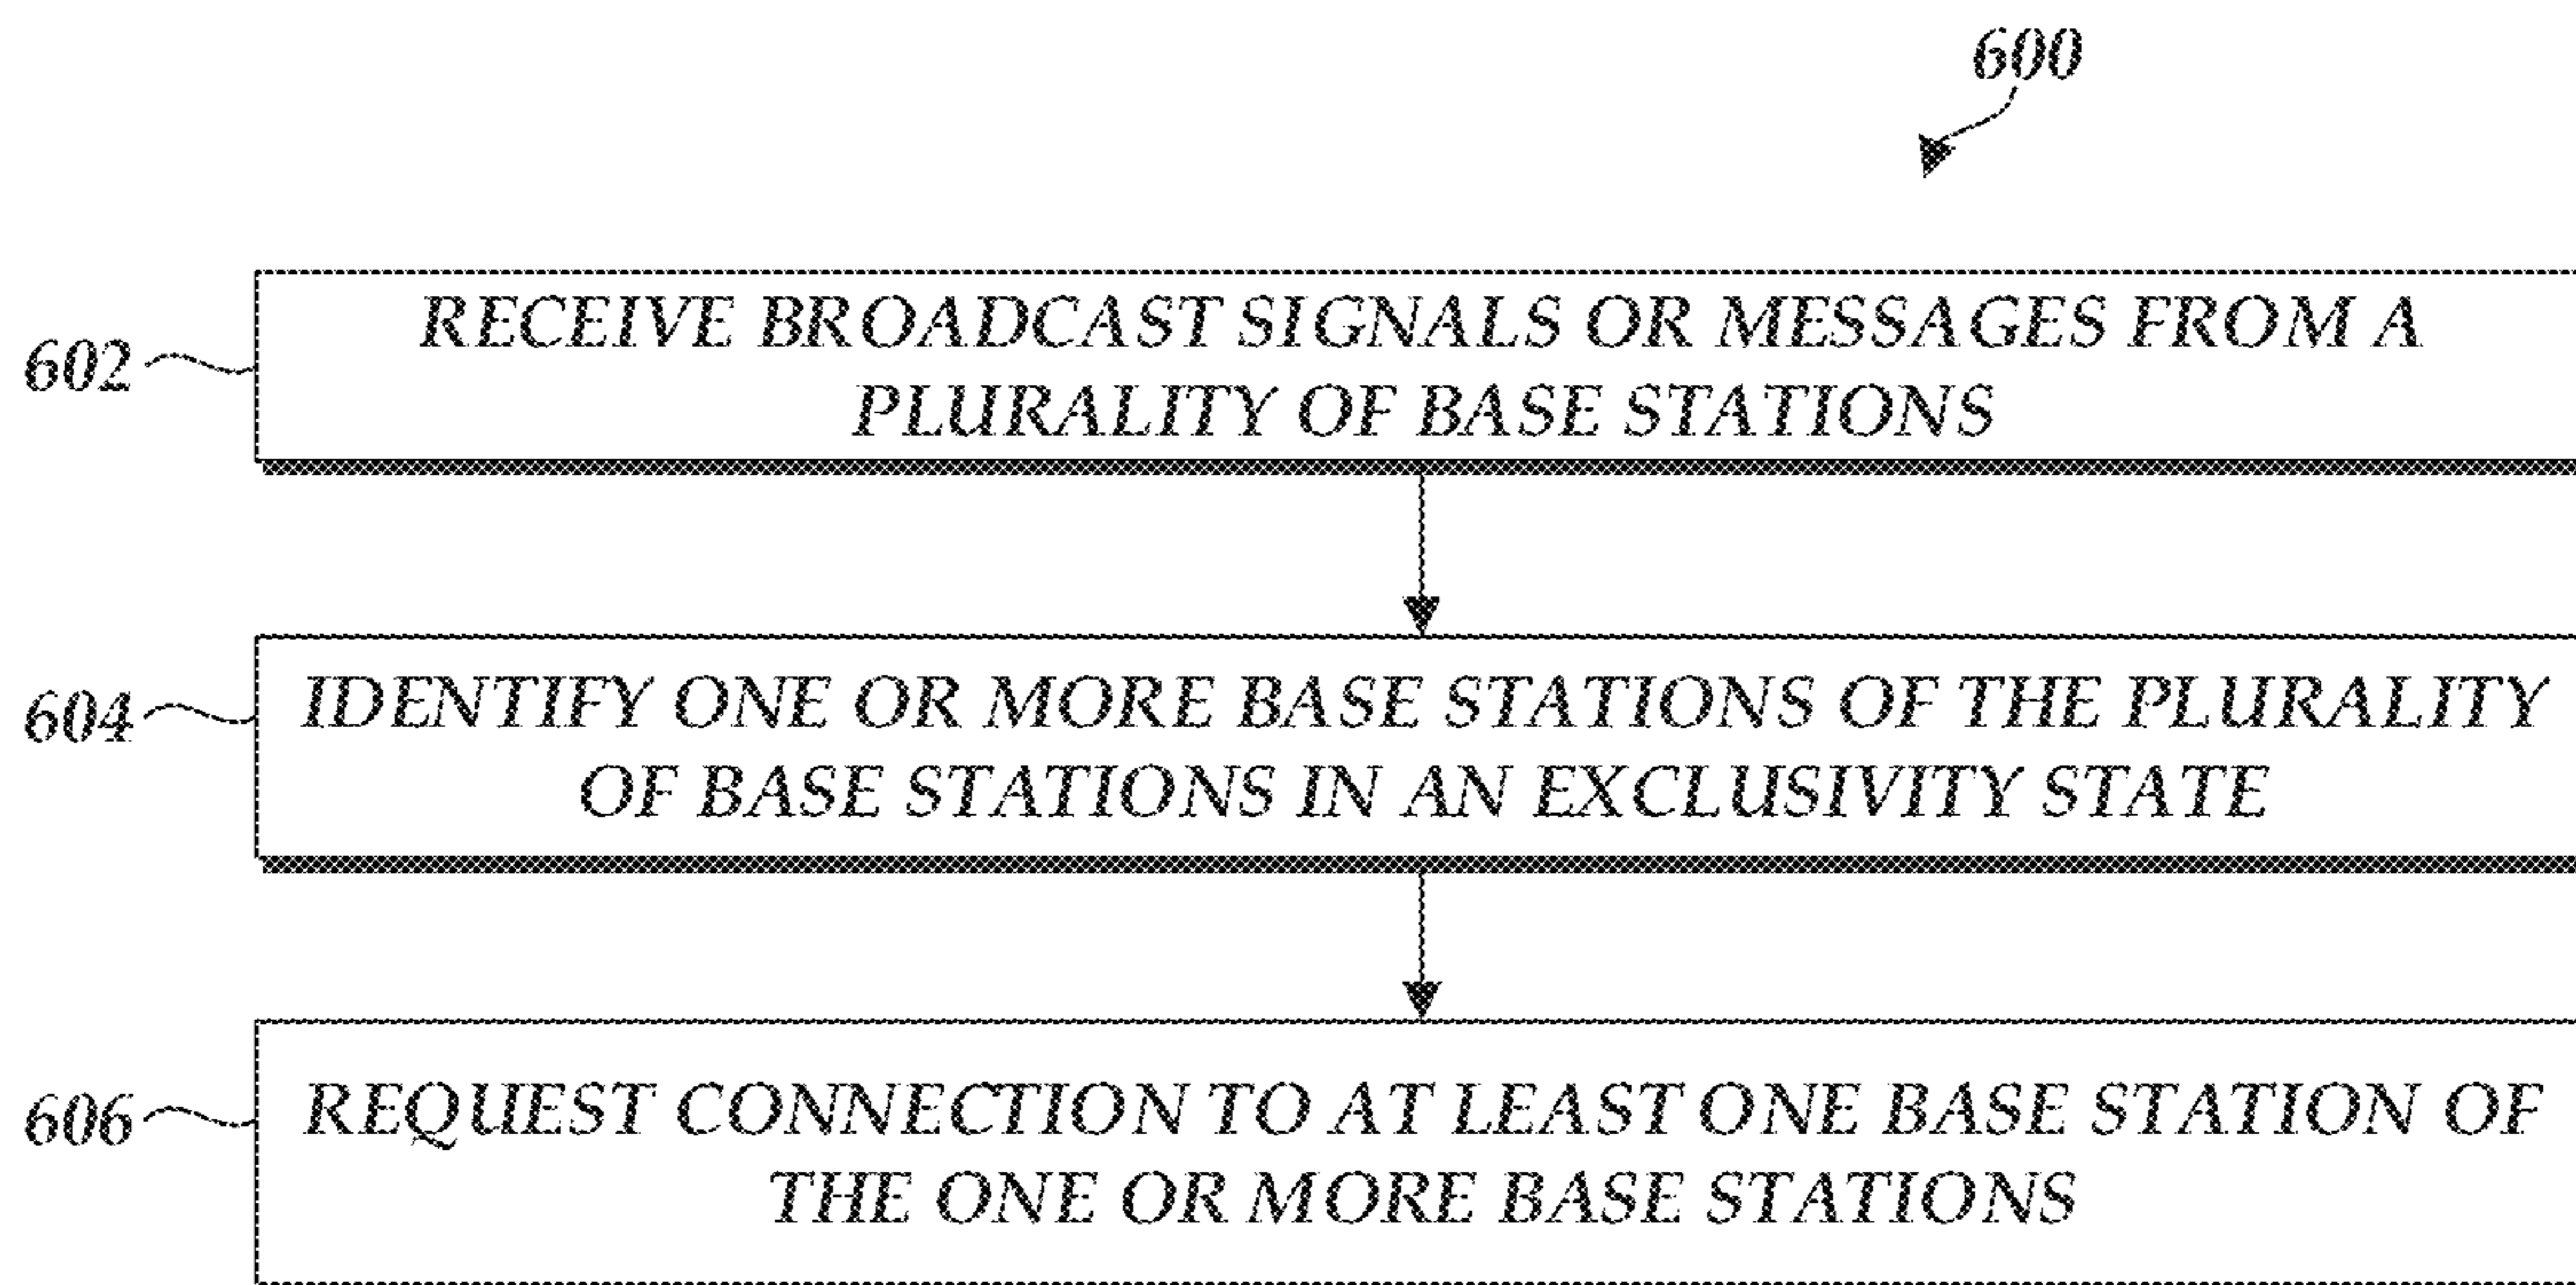 600
602
RECEIVE BROADCAST SIGNALS OR MESSAGES FROM A
PLURALITY OF BASE STATIONS
604
IDENTIFY ONE OR MORE BASE STATIONS OF THE PLURALITY
OF BASE STATIONS IN AN EXCLUSIVITY STATE
606
REQUEST CONNECTION TO AT LEAST ONE BASE STATION OF
THE ONE OR MORE BASE STATIONS